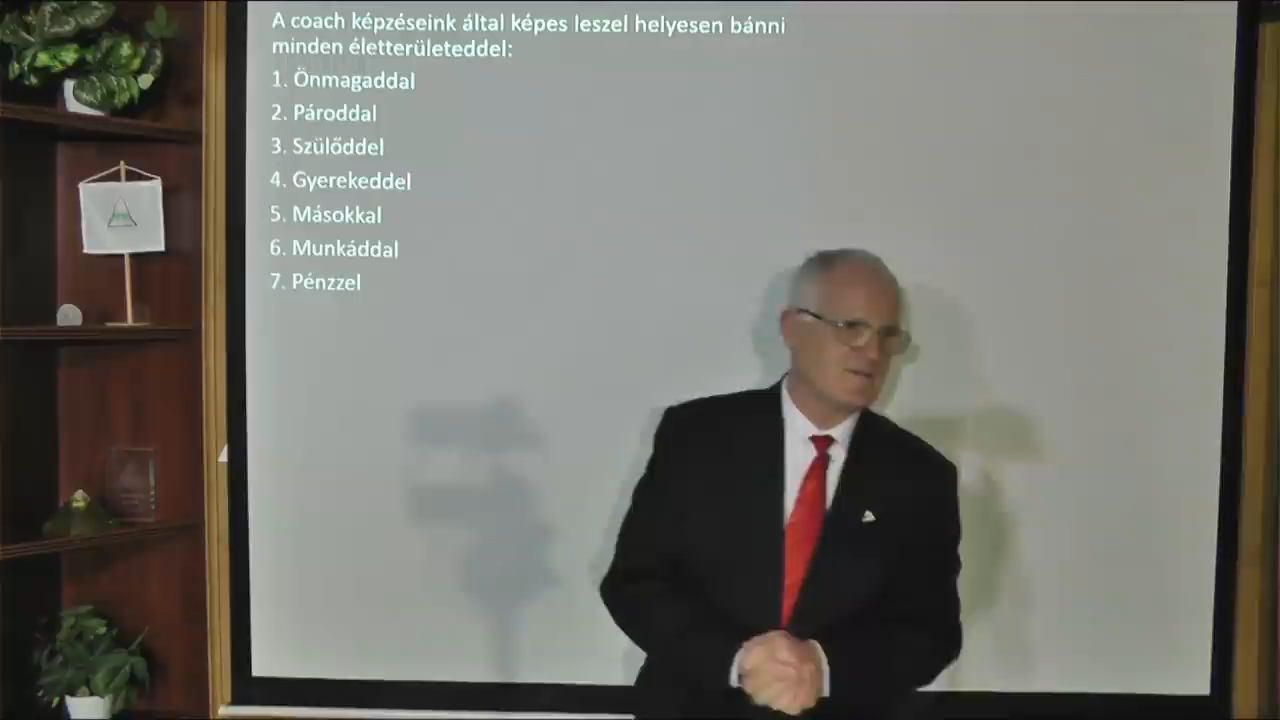 A coach képzéseink által képes leszel helyesen bánni
minden életterületeddel:
1. Önmagaddal
2. Pároddal
3. Szülőddel
4. Gyerekeddel
5. Másokkal
6. Munkáddal
7. Pénzzel